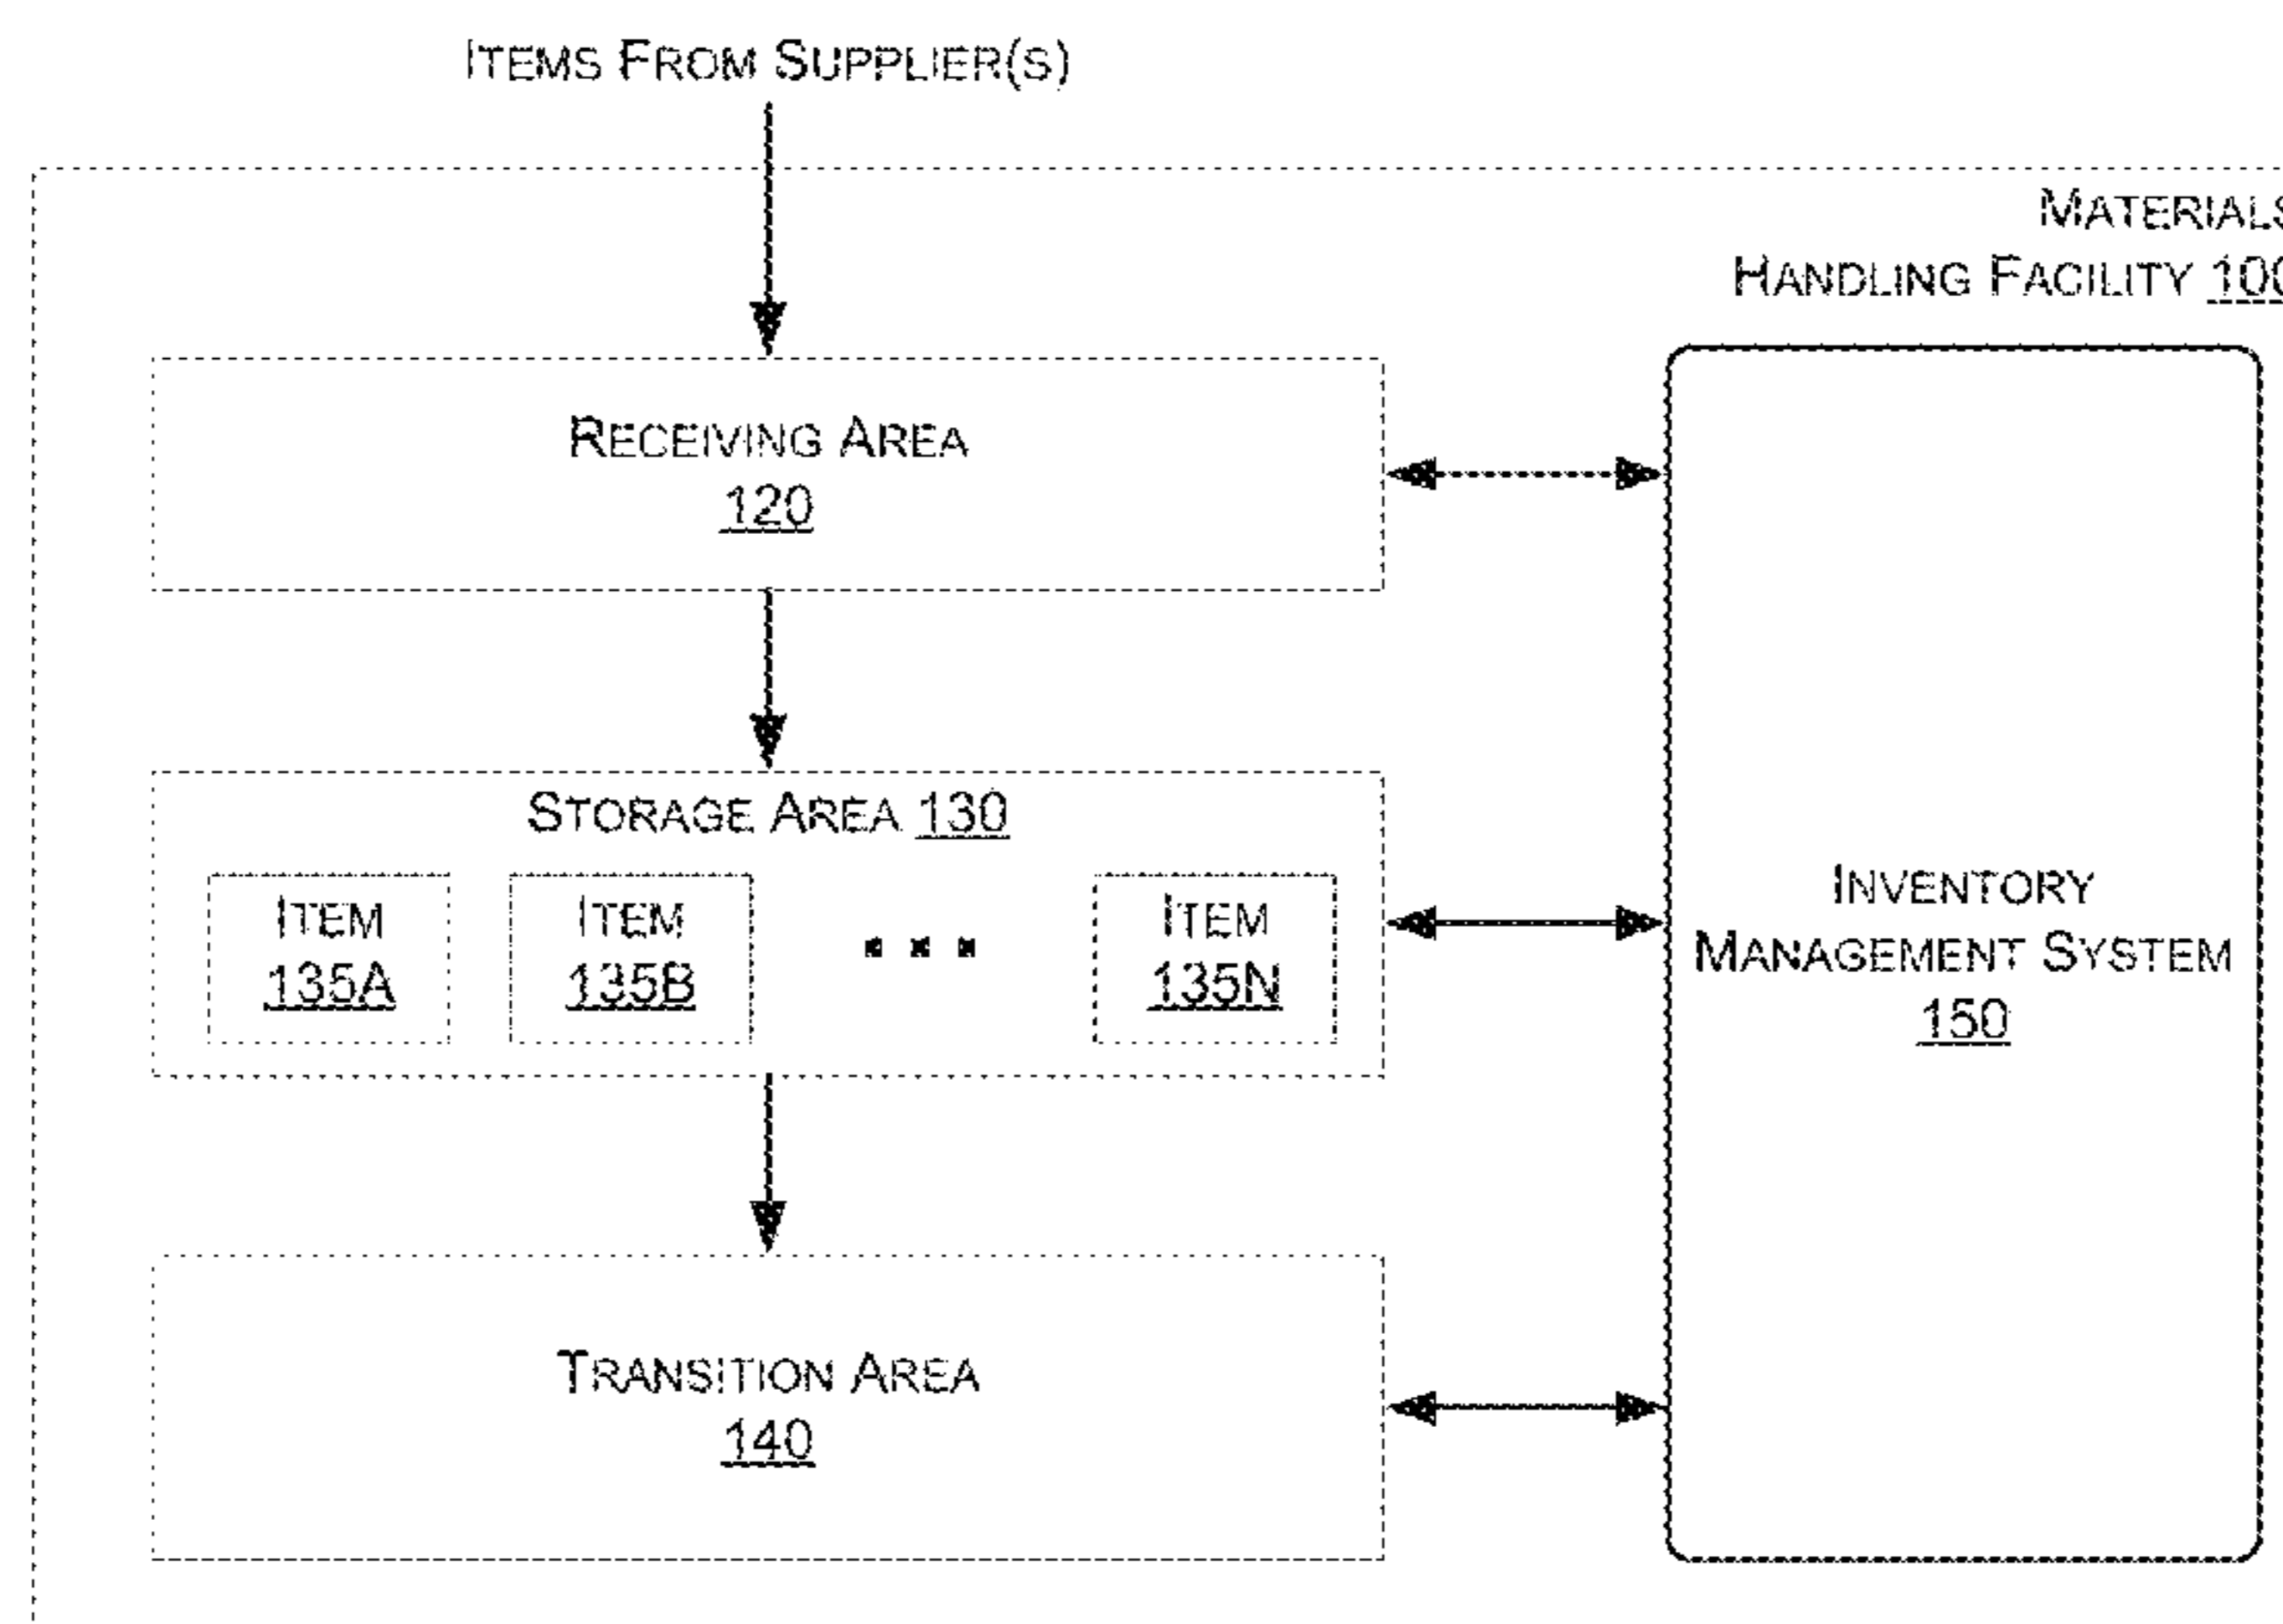 ITEMS FROM SUPPLIER(S)
MATERIALS
HANDLING FACILITY 100
RECEIVING AREA
120
STORAGE AREA 130
ITEM
135A
ITEM
135B
...
ITEM
135N
INVENTORY
MANAGEMENT SYSTEM
150
TRANSITION AREA
140